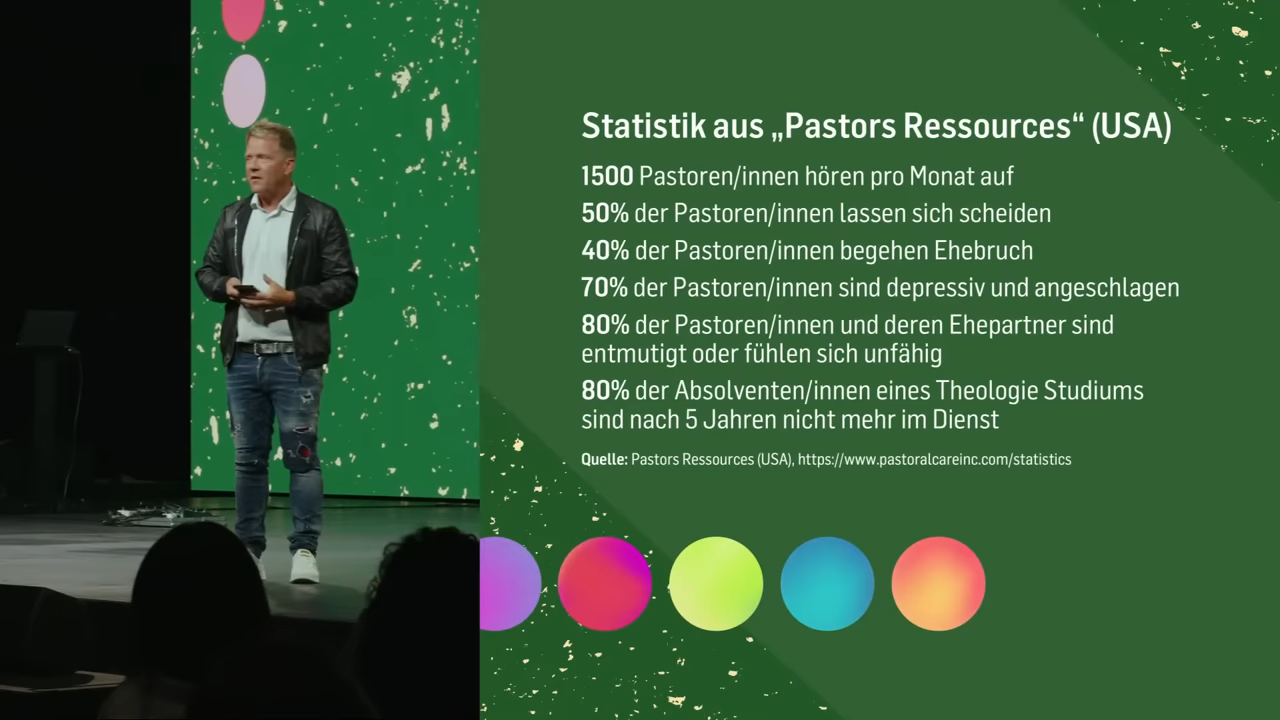 Statistik aus „Pastors Ressources“ (USA)
1500 Pastoren/innen hören pro Monat auf
50% der Pastoren/innen lassen sich scheiden
40% der Pastoren/innen begehen Ehebruch
70% der Pastoren/innen sind depressiv und angeschlagen
80% der Pastoren/innen und deren Ehepartner sind
entmutigt oder fühlen sich unfähig
80% der Absolventen/innen eines Theologie Studiums
sind nach 5 Jahren nicht mehr im Dienst
Quelle: Pastors Ressources (USA), https://www.pastoralcareinc.com/statistics